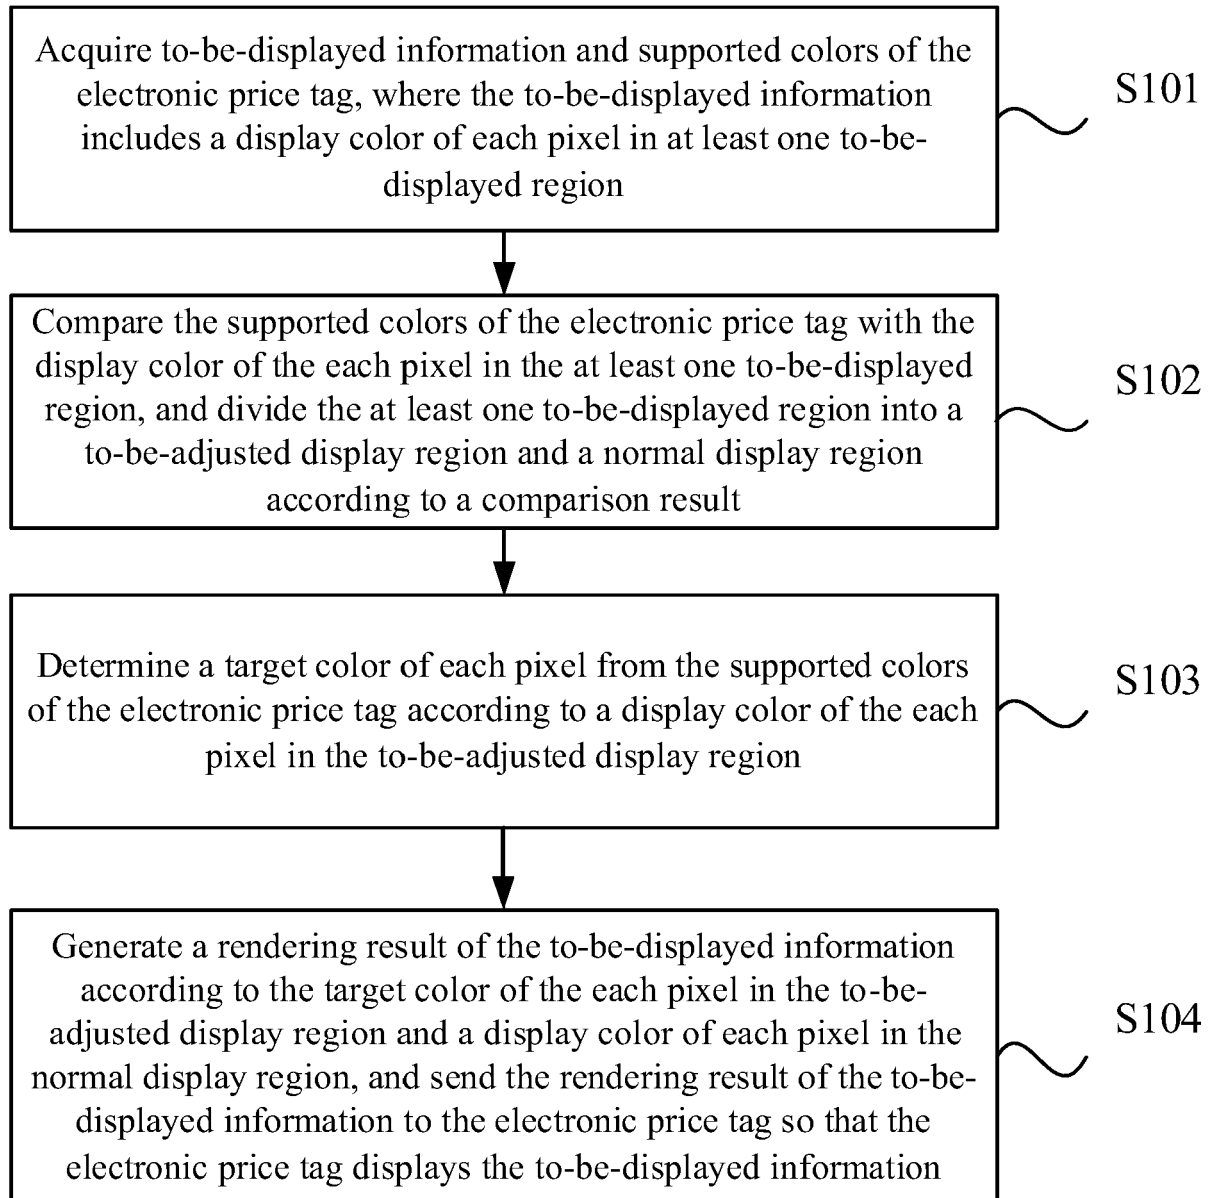 Acquire to-be-displayed information and supported colors of the
electronic price tag, where the to-be-displayed information
includes a display color of each pixel in at least one to-be-
displayed region
S101
Compare the supported colors of the electronic price tag with the
display color of the each pixel in the at least one to-be-displayed
region, and divide the at least one to-be-displayed region into a
to-be-adjusted display region and a normal display region
according to a comparison result
S102
Determine a target color of each pixel from the supported colors
of the electronic price tag according to a display color of the each
pixel in the to-be-adjusted display region
S103
Generate a rendering result of the to-be-displayed information
according to the target color of the each pixel in the to-be-
adjusted display region and a display color of each pixel in the
normal display region, and send the rendering result of the to-be-
displayed information to the electronic price tag so that the
electronic price tag displays the to-be-displayed information
S104